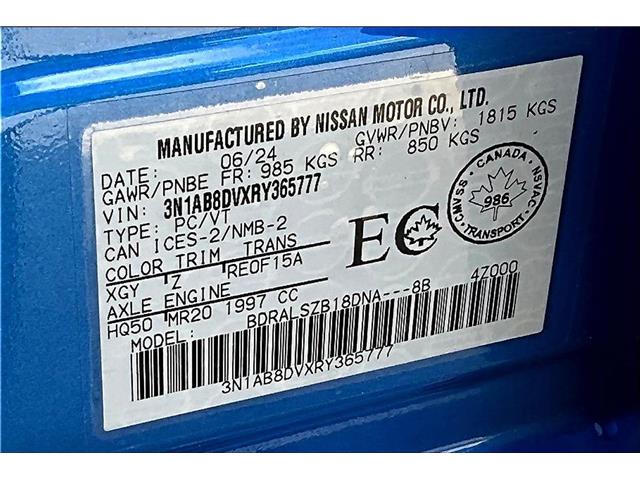 MANUFACTURED BY NISSAN MOTOR CO., LTD.
DATE: 06/24 GVWR/PNBV: 1815 KGS
GAWR/PNBE FR: 985 KGS RR: 850 KGS
VIN: 3N1AB8DVXRY365777
TYPE: PC/VT
CAN ICES-2/NMB-2
COLOR TRIM TRANS
XGY Z RE0F15A
AXLE ENGINE
HQ50 MR20 1997 CC
MODEL: BDRALSZB18DNA---8B 47000
3N1AB8DVXRY365777
EC
CANADA
CMVSS NSVAC
986
TRANSPORT